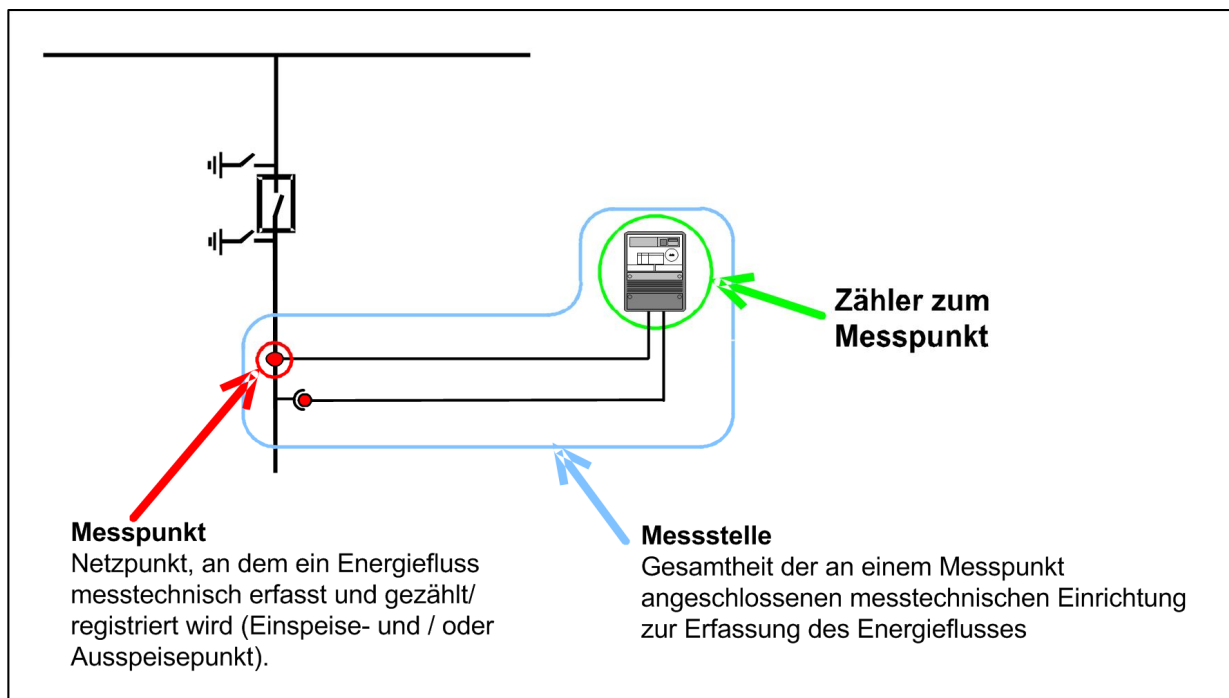 Zähler zum
Messpunkt
Messpunkt
Netzpunkt, an dem ein Energiefluss
messtechnisch erfasst und gezählt/
registriert wird (Einspeise- und / oder
Ausspeisepunkt).
Messstelle
Gesamtheit der an einem Messpunkt
angeschlossenen messtechnischen Einrichtung
zur Erfassung des Energieflusses